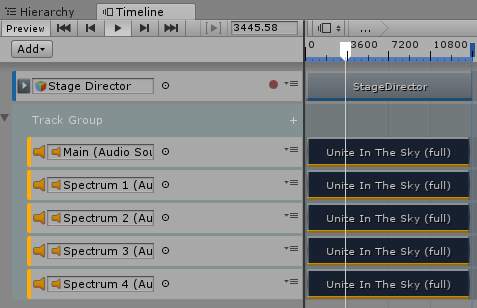 Hierarchy Timeline
Preview 3445.58 ...
Add 0 3600 7200 10800
Stage Director StageDirector
Track Group
Main (Audio Sou Unite In The Sky (full)
Spectrum 1 (Au Unite In The Sky (full)
Spectrum 2 (Au Unite In The Sky (full)
Spectrum 3 (Au Unite In The Sky (full)
Spectrum 4 (Au Unite In The Sky (full)